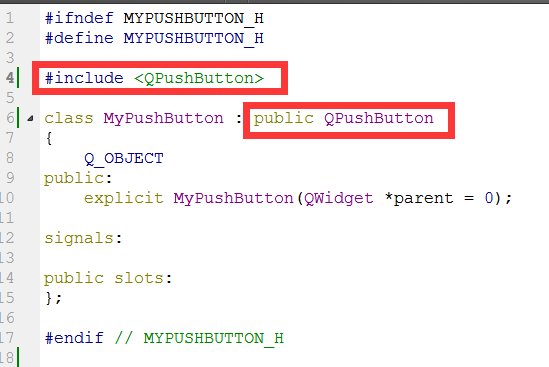 1 #ifndef MYPUSHBUTTON_H
2 #define MYPUSHBUTTON_H
3
4 #include <QPushButton>
5
6 class MyPushButton : public QPushButton
7 {
8     Q_OBJECT
9 public:
10     explicit MyPushButton(QWidget *parent = 0);
11
12 signals:
13
14 public slots:
15 };
16
17 #endif // MYPUSHBUTTON_H
18